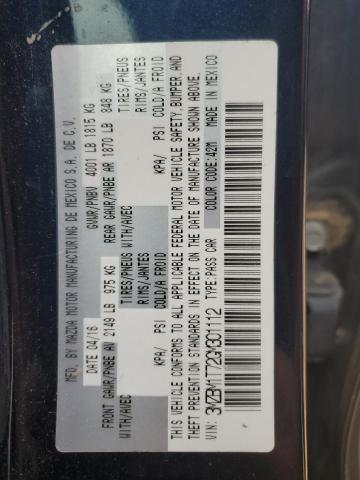 MFD. BY MAZDA MOTOR MANUFACTURING DE MEXICO S.A. DE C.V.
DATE 04/16 GVWR/PNBV 4001 LB 1815 KG
FRONT GAWR/PNBE AV 2149 LB 975 KG REAR GAWR/PNBE AR 1870 LB 848 KG
WITH/AVEC TIRES/PNEUS WITH/AVEC TIRES/PNEUS
RIMS/JANTES RIMS/JANTES
KPA/ PSI COLD/A FROID KPA/ PSI COLD/A FROID
THIS VEHICLE CONFORMS TO ALL APPLICABLE FEDERAL MOTOR VEHICLE SAFETY,BUMPER,AND
THEFT PREVENTION STANDARDS IN EFFECT ON THE DATE OF MANUFACTURE SHOWN ABOVE.
COLOR CODE:42M MADE IN MEXICO
VIN: 3MZBM1T72GM301112 TYPE:PASS CAR